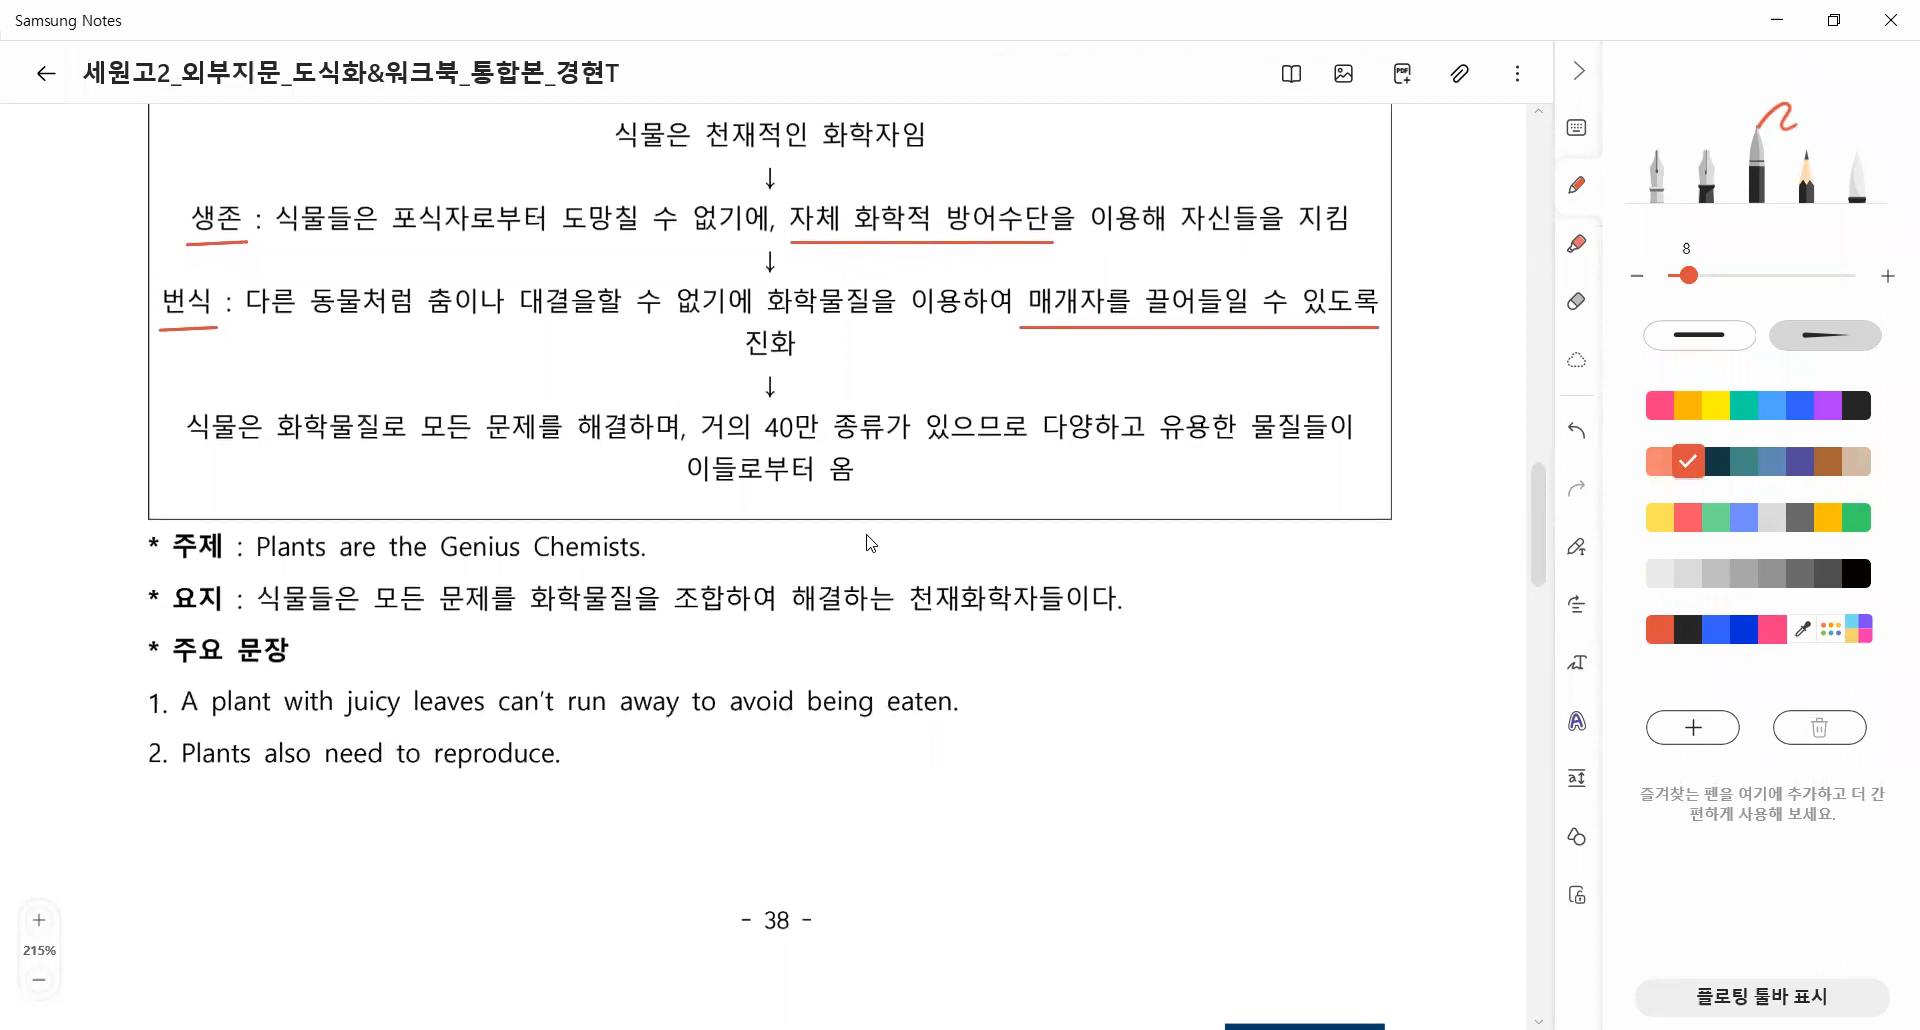 Samsung Notes
세원고2_외부지문_도식화&워크북_통합본_경현T
식물은 천재적인 화학자임
↓
생존 : 식물들은 포식자로부터 도망칠 수 없기에, 자체 화학적 방어수단을 이용해 자신들을 지킴
↓
번식 : 다른 동물처럼 춤이나 대결을할 수 없기에 화학물질을 이용하여 매개자를 끌어들일 수 있도록
진화
↓
식물은 화학물질로 모든 문제를 해결하며, 거의 40만 종류가 있으므로 다양하고 유용한 물질들이
이들로부터 옴
* 주제 : Plants are the Genius Chemists.
* 요지 : 식물들은 모든 문제를 화학물질을 조합하여 해결하는 천재화학자들이다.
* 주요 문장
1. A plant with juicy leaves can't run away to avoid being eaten.
2. Plants also need to reproduce.
- 38 -
215%
8
즐겨찾는 펜을 여기에 추가하고 더 간
편하게 사용해 보세요.
플로팅 툴바 표시